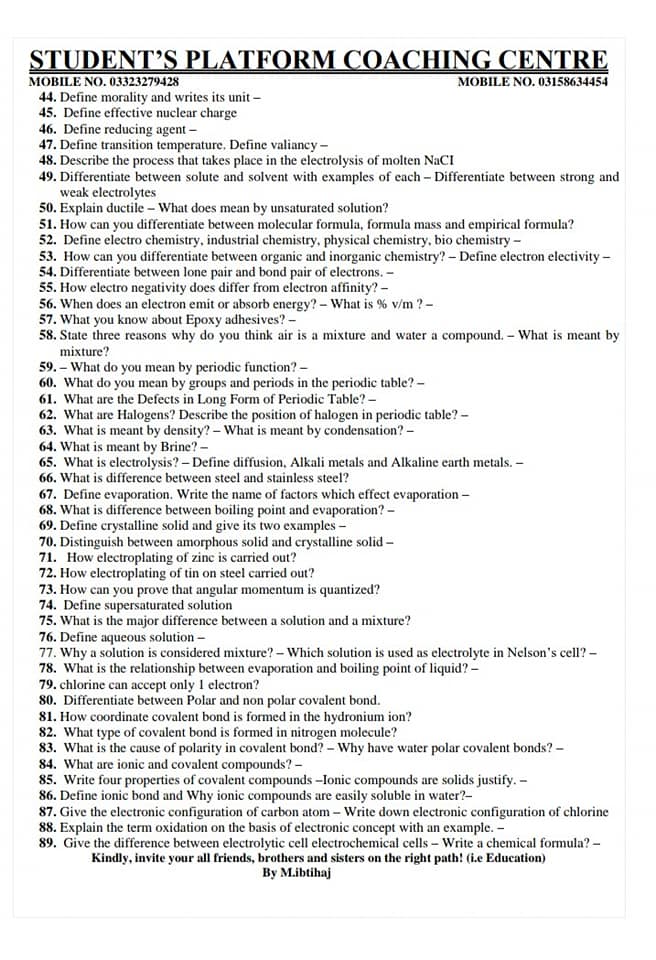 STUDENT'S PLATFORM COACHING CENTRE
MOBILE NO. 03323279428 MOBILE NO. 03158634454
44. Define morality and writes its unit –
45. Define effective nuclear charge
46. Define reducing agent –
47. Define transition temperature. Define valiancy –
48. Describe the process that takes place in the electrolysis of molten NaCI
49. Differentiate between solute and solvent with examples of each – Differentiate between strong and
weak electrolytes
50. Explain ductile – What does mean by unsaturated solution?
51. How can you differentiate between molecular formula, formula mass and empirical formula?
52. Define electro chemistry, industrial chemistry, physical chemistry, bio chemistry –
53. How can you differentiate between organic and inorganic chemistry? – Define electron electivity –
54. Differentiate between lone pair and bond pair of electrons. –
55. How electro negativity does differ from electron affinity? –
56. When does an electron emit or absorb energy? – What is % v/m ? –
57. What you know about Epoxy adhesives? –
58. State three reasons why do you think air is a mixture and water a compound. – What is meant by
mixture?
59. – What do you mean by periodic function? –
60. What do you mean by groups and periods in the periodic table? –
61. What are the Defects in Long Form of Periodic Table? –
62. What are Halogens? Describe the position of halogen in periodic table? –
63. What is meant by density? – What is meant by condensation? –
64. What is meant by Brine? –
65. What is electrolysis? – Define diffusion, Alkali metals and Alkaline earth metals. –
66. What is difference between steel and stainless steel?
67. Define evaporation. Write the name of factors which effect evaporation –
68. What is difference between boiling point and evaporation? –
69. Define crystalline solid and give its two examples –
70. Distinguish between amorphous solid and crystalline solid –
71. How electroplating of zinc is carried out?
72. How electroplating of tin on steel carried out?
73. How can you prove that angular momentum is quantized?
74. Define supersaturated solution
75. What is the major difference between a solution and a mixture?
76. Define aqueous solution –
77. Why a solution is considered mixture? – Which solution is used as electrolyte in Nelson's cell? –
78. What is the relationship between evaporation and boiling point of liquid? –
79. chlorine can accept only 1 electron?
80. Differentiate between Polar and non polar covalent bond.
81. How coordinate covalent bond is formed in the hydronium ion?
82. What type of covalent bond is formed in nitrogen molecule?
83. What is the cause of polarity in covalent bond? – Why have water polar covalent bonds? –
84. What are ionic and covalent compounds? –
85. Write four properties of covalent compounds –Ionic compounds are solids justify. –
86. Define ionic bond and Why ionic compounds are easily soluble in water?–
87. Give the electronic configuration of carbon atom – Write down electronic configuration of chlorine
88. Explain the term oxidation on the basis of electronic concept with an example. –
89. Give the difference between electrolytic cell electrochemical cells – Write a chemical formula? –
Kindly, invite your all friends, brothers and sisters on the right path! (i.e Education)
By M.ibtihaj